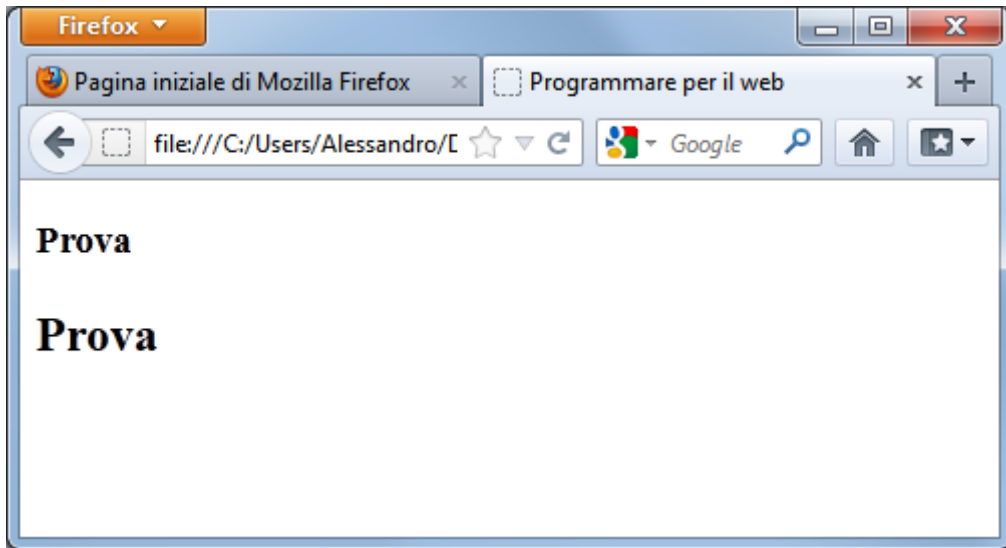 Firefox
Pagina iniziale di Mozilla Firefox
Programmare per il web
file:///C:/Users/Alessandro/
Google
Prova
Prova